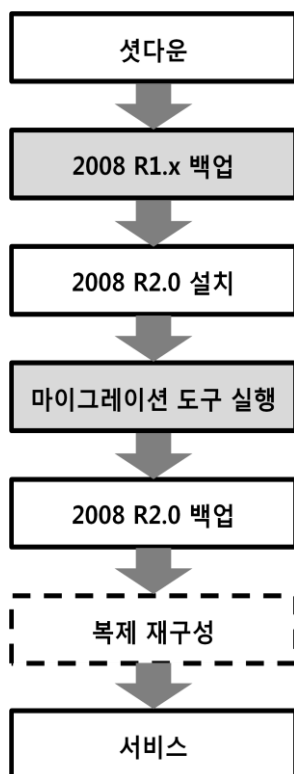 셧다운
2008 R1.x 백업
2008 R2.0 설치
마이그레이션 도구 실행
2008 R2.0 백업
복제 재구성
서비스